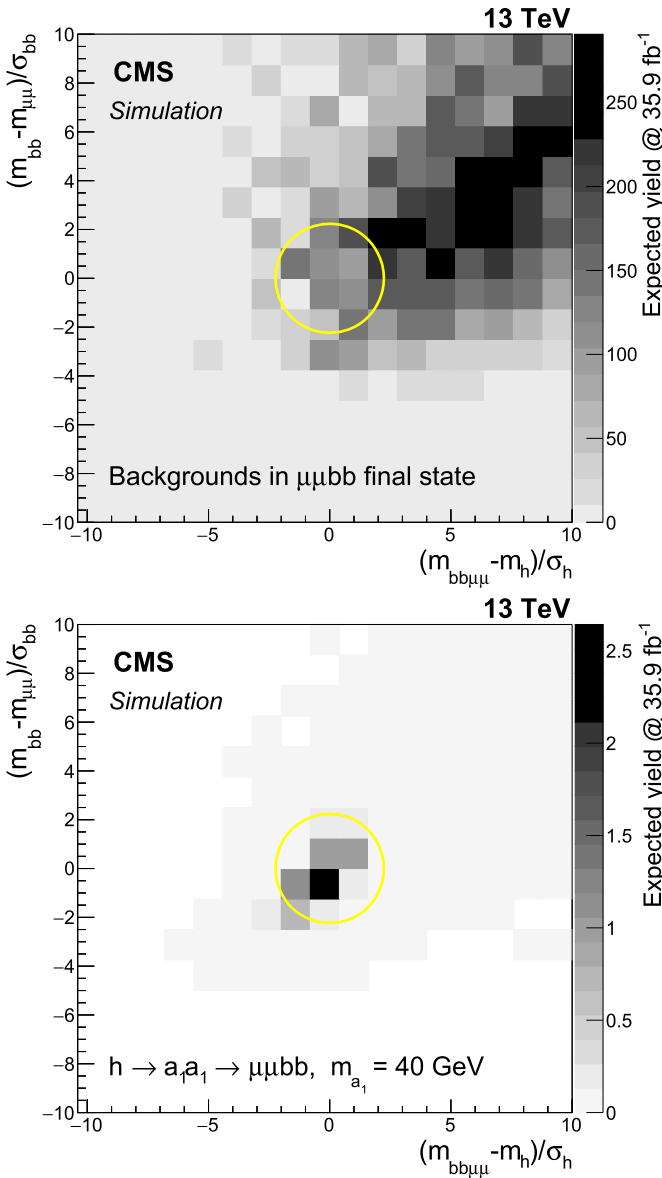 13 TeV
CMS
Simulation
Backgrounds in μμbb final state
(m_bb-m_μμ)/σ_bb
10
8
6
4
2
0
−2
−4
−6
−8
−10
−10 −5 0 5 10
(m_bbμμ-m_h)/σ_h
250
200
150
100
50
0
Expected yield @ 35.9 fb⁻¹
13 TeV
CMS
Simulation
h → a₁a₁ → μμbb, m_a₁ = 40 GeV
(m_bb-m_μμ)/σ_bb
10
8
6
4
2
0
−2
−4
−6
−8
−10
−10 −5 0 5 10
(m_bbμμ-m_h)/σ_h
2.5
2
1.5
1
0.5
0
Expected yield @ 35.9 fb⁻¹